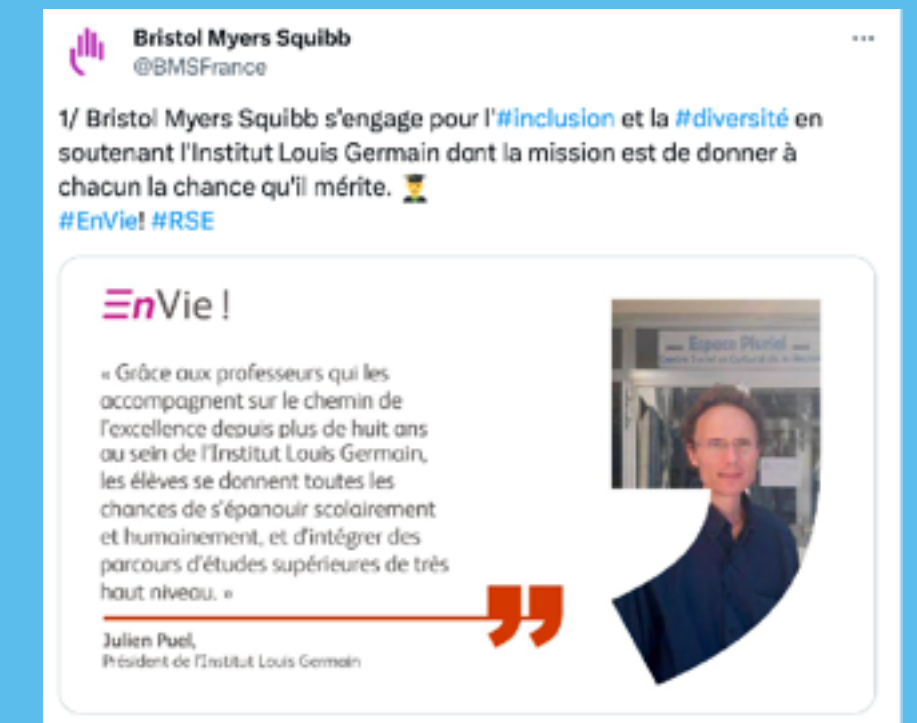 Bristol Myers Squibb
@BMSFrance
1/ Bristol Myers Squibb s'engage pour l'#inclusion et la #diversité en
soutenant l'Institut Louis Germain dont la mission est de donner à
chacun la chance qu'il mérite.
#EnVie! #RSE
EnVie !
« Grâce aux professeurs qui les
accompagnent sur le chemin de
l'excellence depuis plus de huit ans
au sein de l'Institut Louis Germain,
les élèves se donnent toutes les
chances de s'épanouir scolairement
et humainement, et d'intégrer des
parcours d'études supérieures de très
haut niveau. »
Julien Puel,
Président de l'Institut Louis Germain
Espace Pluriel